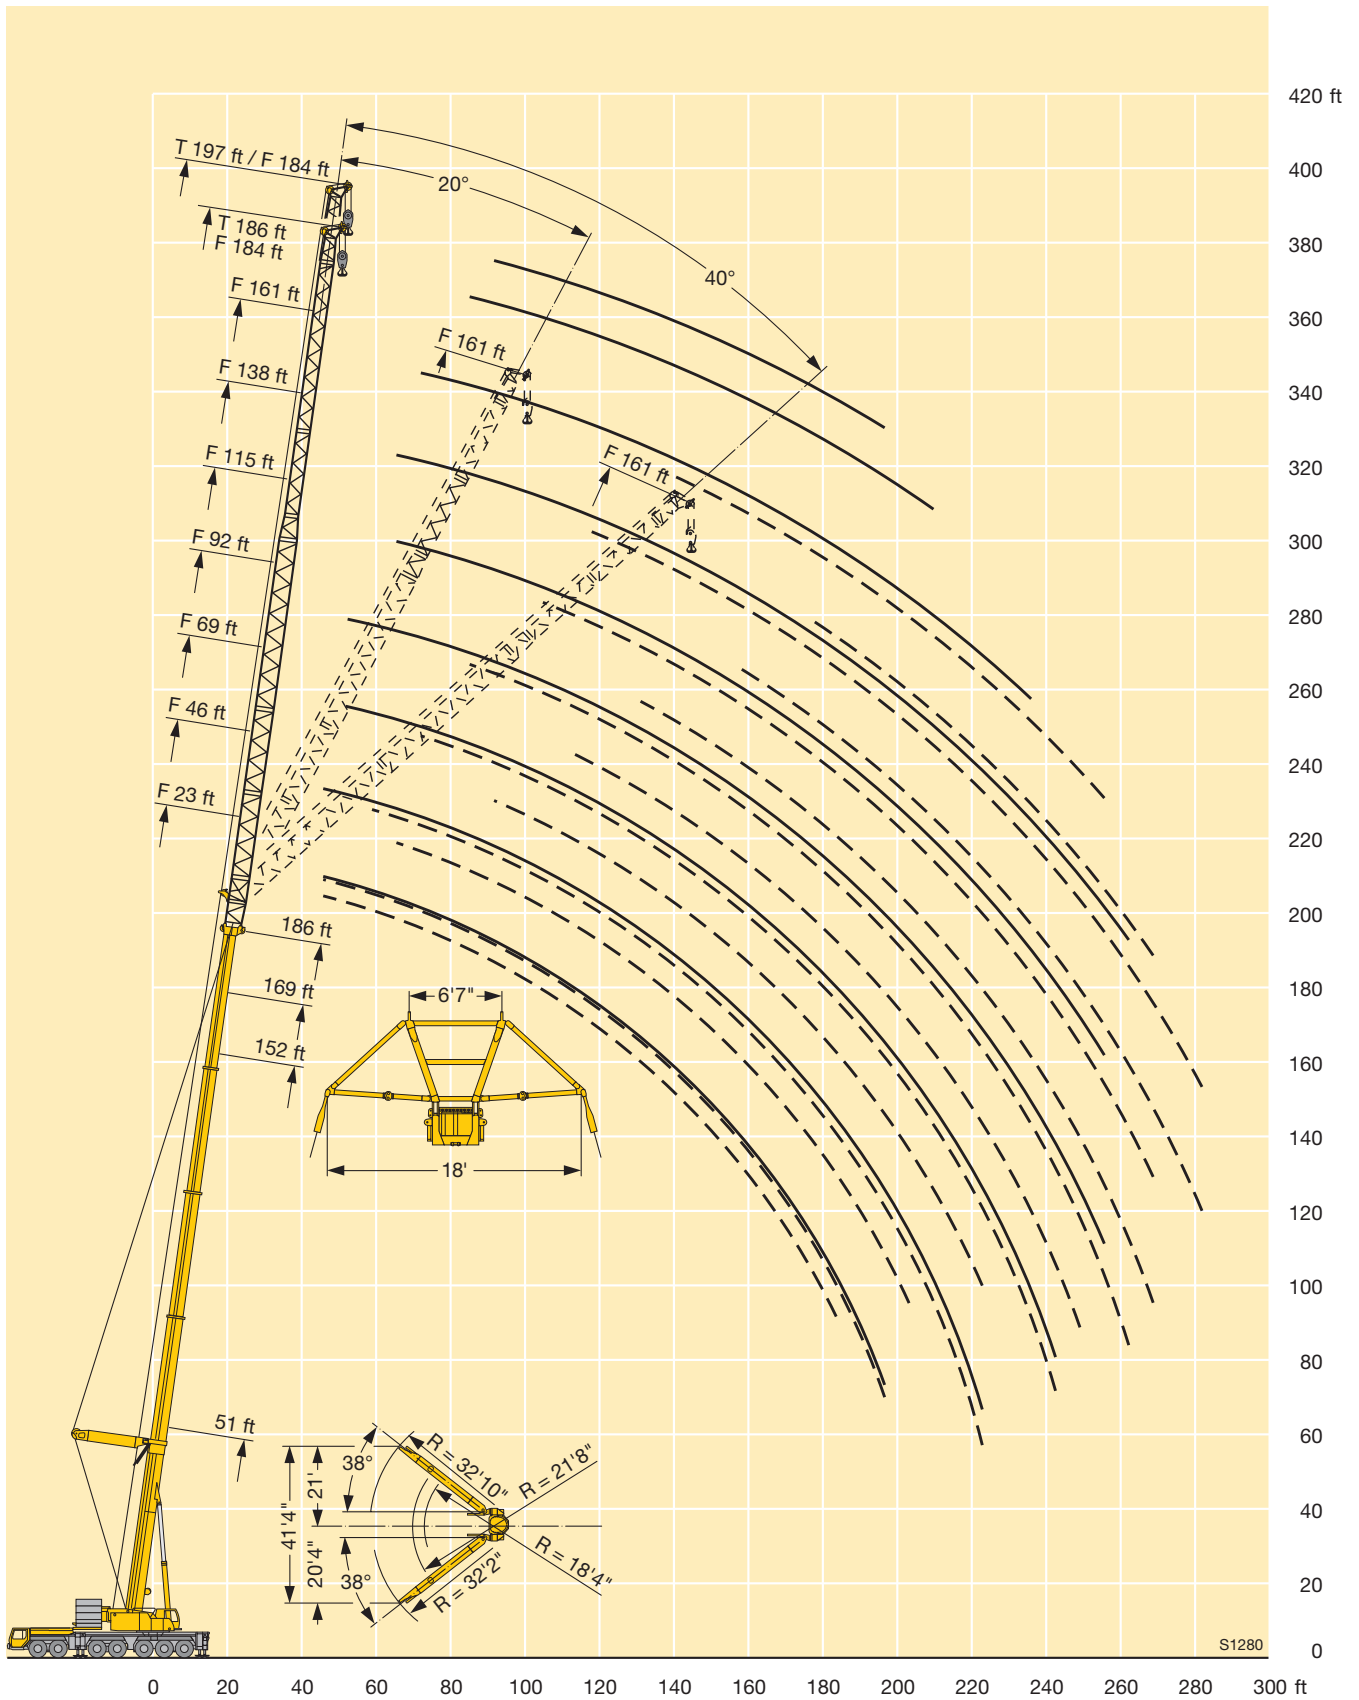 420 ft
400
380
360
340
320
300
280
260
240
220
200
180
160
140
120
100
80
60
40
20
0
T 197 ft / F 184 ft
T 186 ft
F 184 ft
F 161 ft
F 138 ft
F 115 ft
F 92 ft
F 69 ft
F 46 ft
F 23 ft
20°
40°
F 161 ft
F 161 ft
186 ft
169 ft
152 ft
51 ft
6'7"
18'
38°
21'
41'4"
20'4"
38°
R = 32'10"
R = 21'8"
R = 18'4"
R = 32'2"
S1280
0 20 40 60 80 100 120 140 160 180 200 220 240 260 280 300 ft